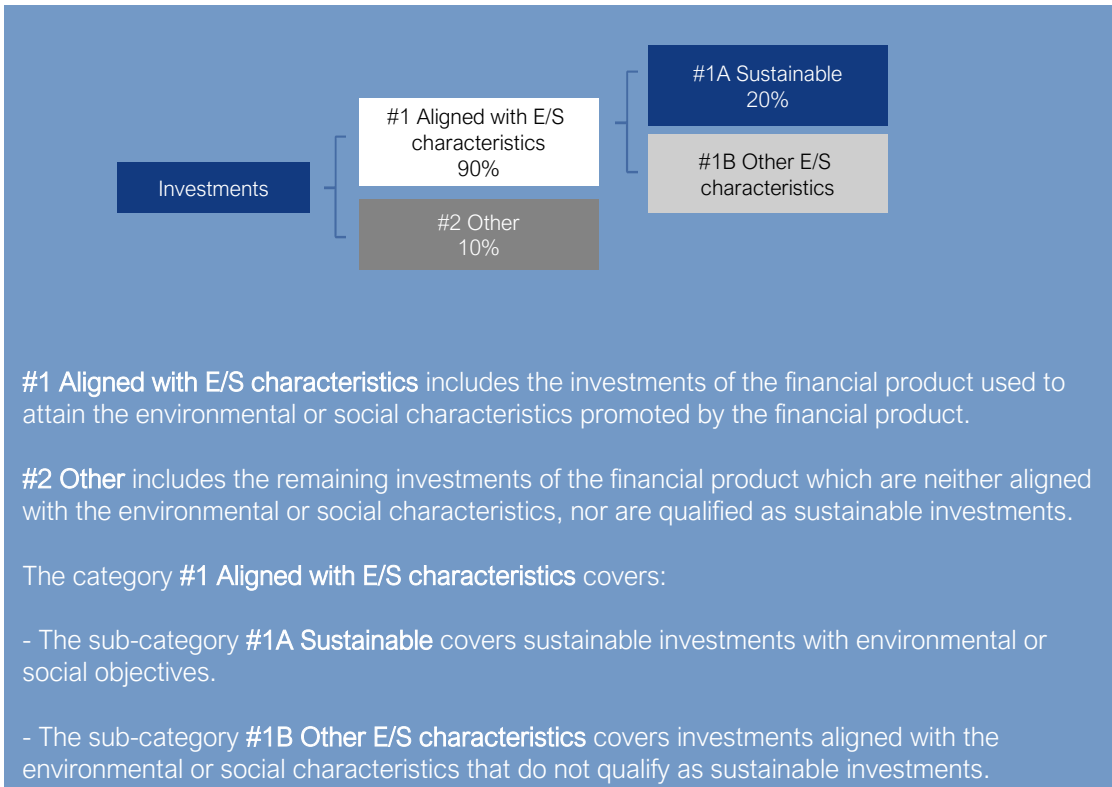 #1A Sustainable
20%
#1 Aligned with E/S
characteristics
90%
#1B Other E/S
characteristics
Investments
#2 Other
10%
#1 Aligned with E/S characteristics includes the investments of the financial product used to
attain the environmental or social characteristics promoted by the financial product.
#2 Other includes the remaining investments of the financial product which are neither aligned
with the environmental or social characteristics, nor are qualified as sustainable investments.
The category #1 Aligned with E/S characteristics covers:
- The sub-category #1A Sustainable covers sustainable investments with environmental or
social objectives.
- The sub-category #1B Other E/S characteristics covers investments aligned with the
environmental or social characteristics that do not qualify as sustainable investments.